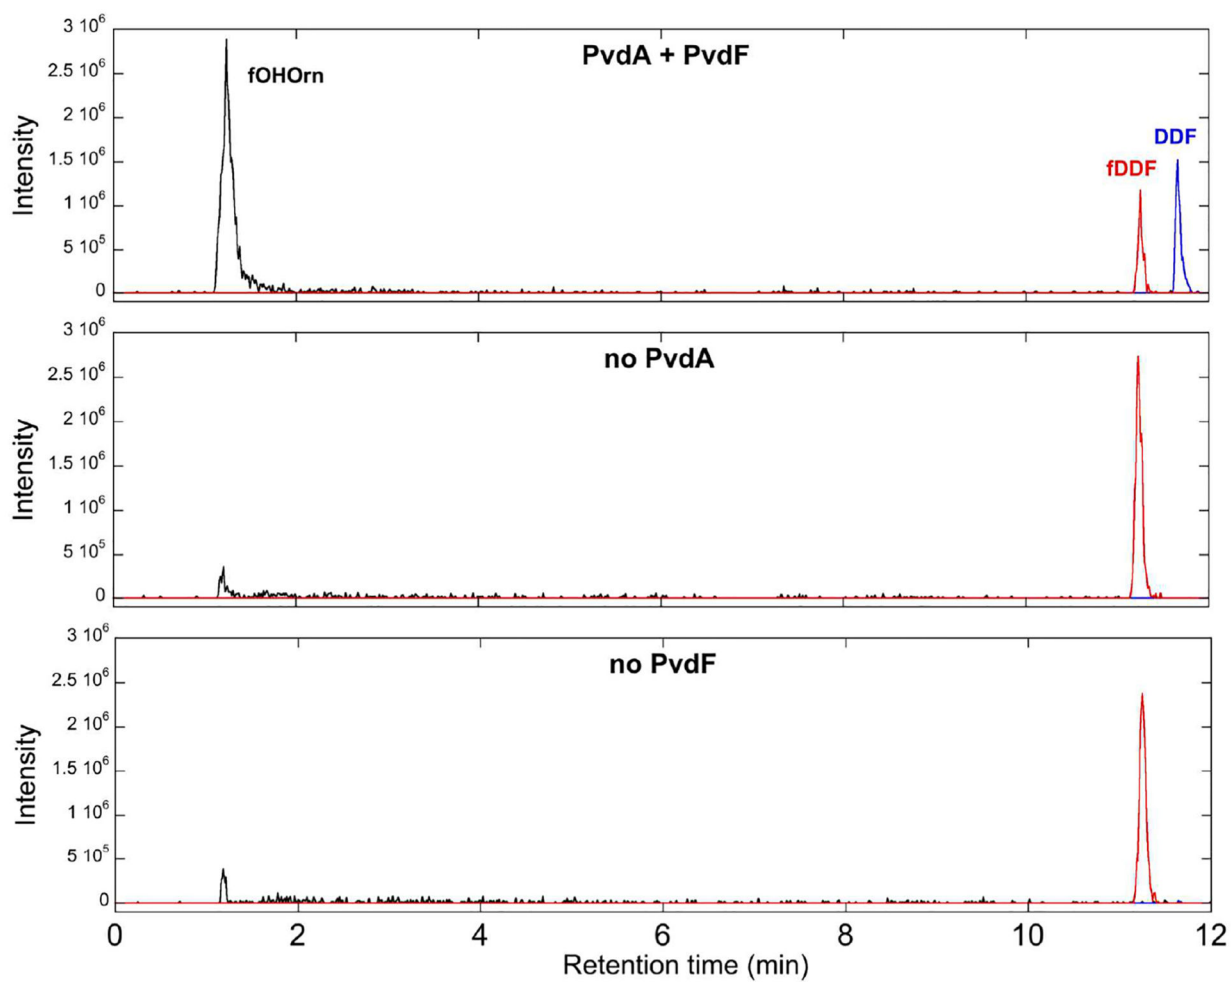 PvdA + PvdF
Intensity
3 10⁶
2.5 10⁶
2 10⁶
1.5 10⁶
1 10⁶
5 10⁵
0
fOHOrn
fDDF
DDF
no PvdA
Intensity
3 10⁶
2.5 10⁶
2 10⁶
1.5 10⁶
1 10⁶
5 10⁵
0
no PvdF
Intensity
3 10⁶
2.5 10⁶
2 10⁶
1.5 10⁶
1 10⁶
5 10⁵
0
0 2 4 6 8 10 12
Retention time (min)